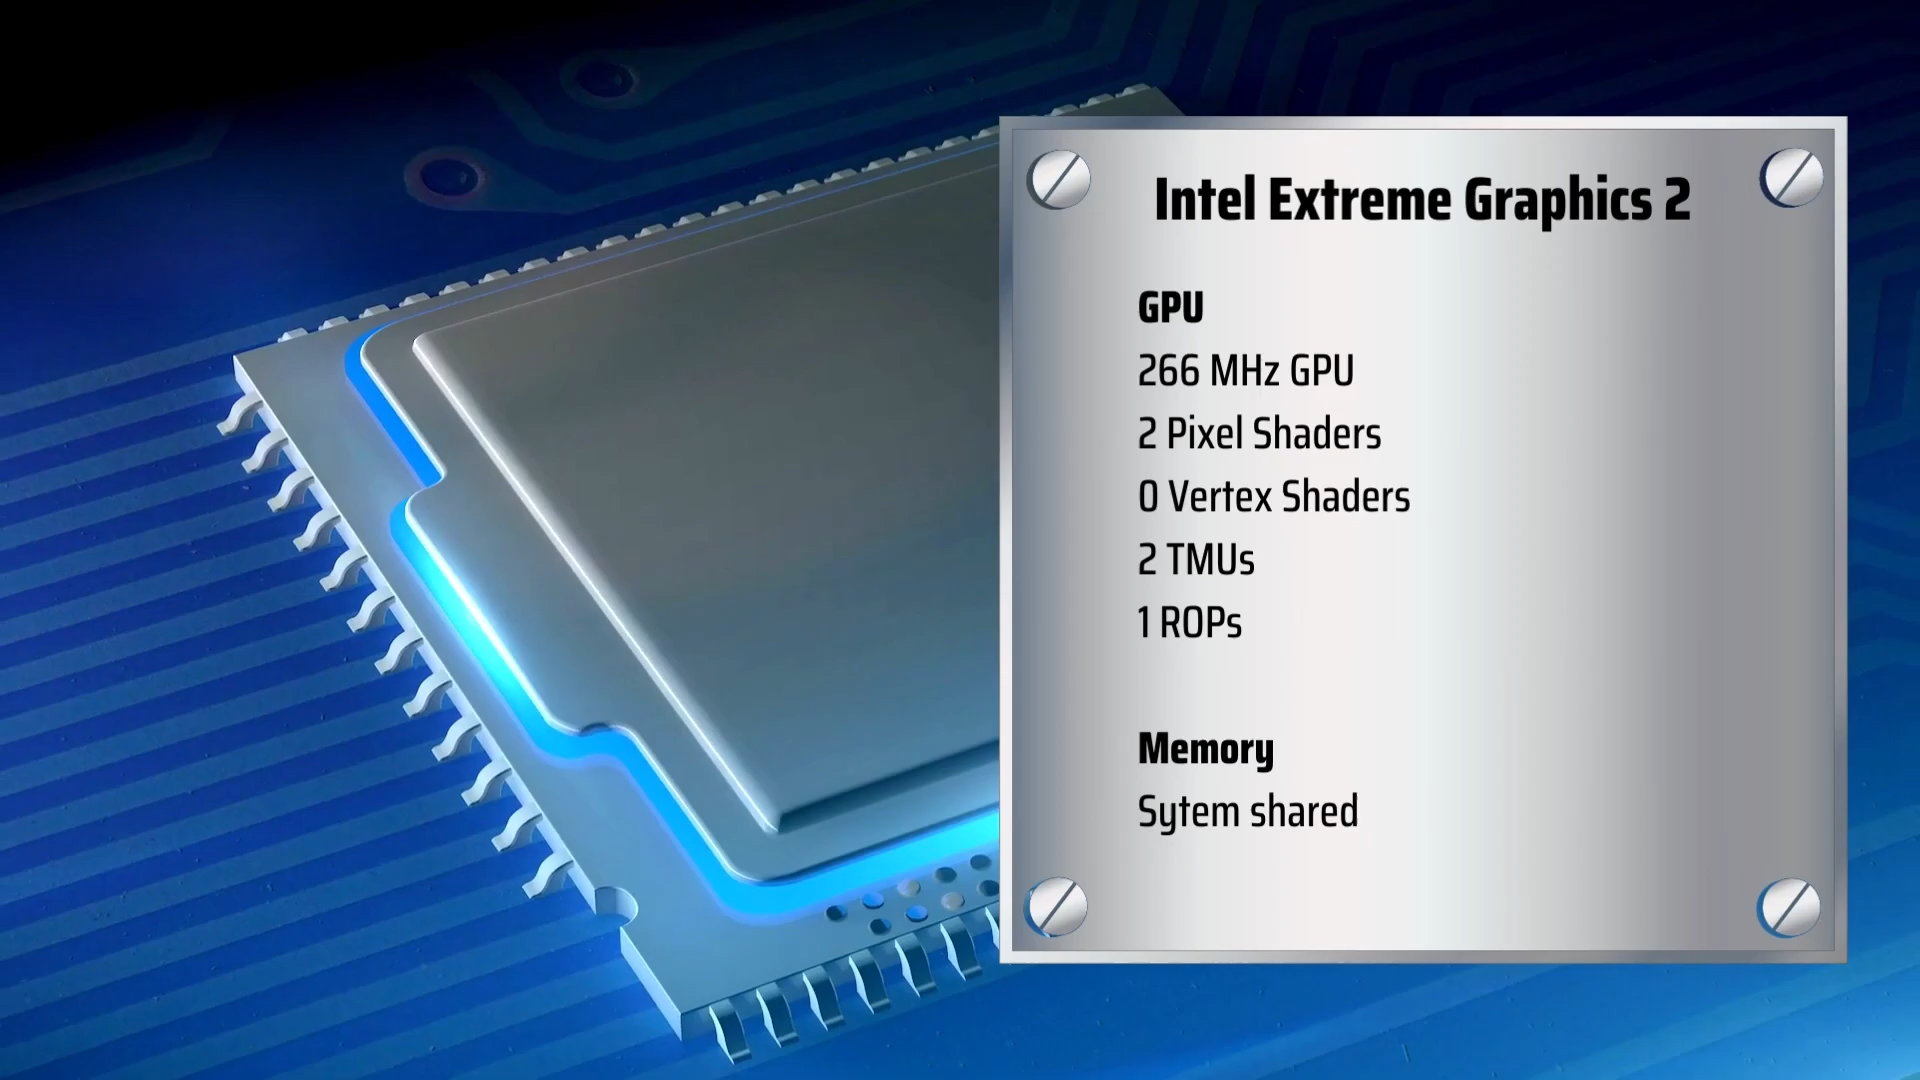 Intel Extreme Graphics 2
GPU
266 MHz GPU
2 Pixel Shaders
0 Vertex Shaders
2 TMUs
1 ROPs
Memory
Sytem shared